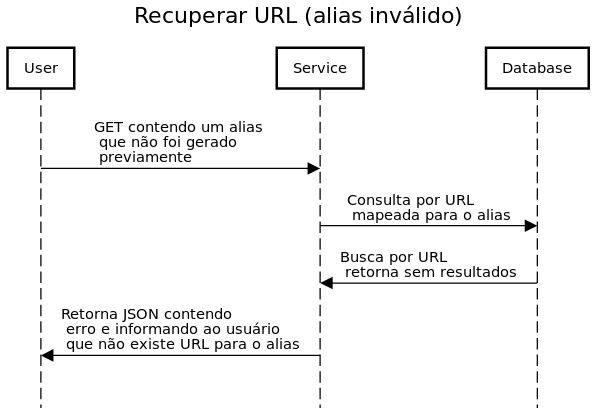 Recuperar URL (alias inválido)
User
Service
Database
GET contendo um alias
que não foi gerado
previamente
Consulta por URL
mapeada para o alias
Busca por URL
retorna sem resultados
Retorna JSON contendo
erro e informando ao usuário
que não existe URL para o alias